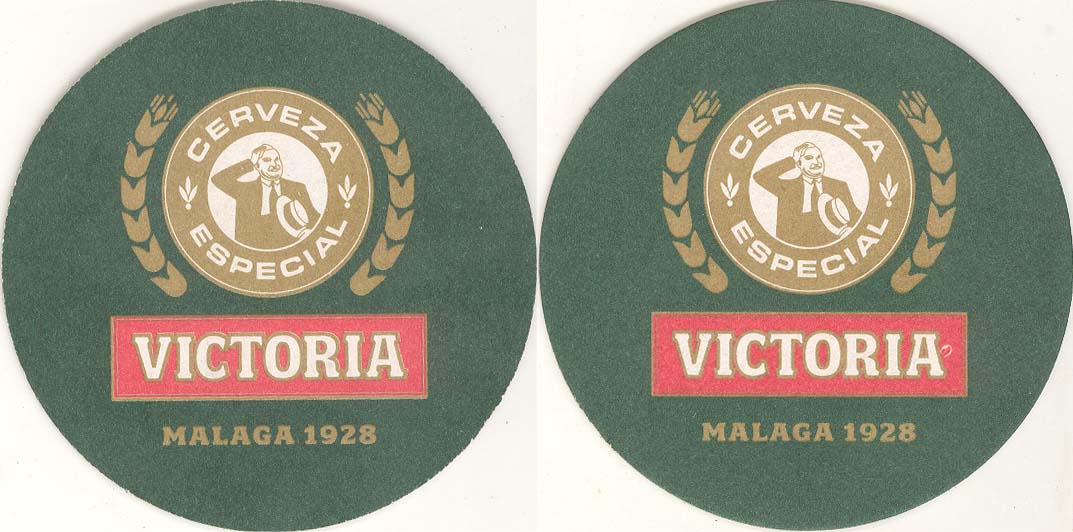 CERVEZA
ESPECIAL
VICTORIA
MALAGA 1928
CERVEZA
ESPECIAL
VICTORIA
MALAGA 1928